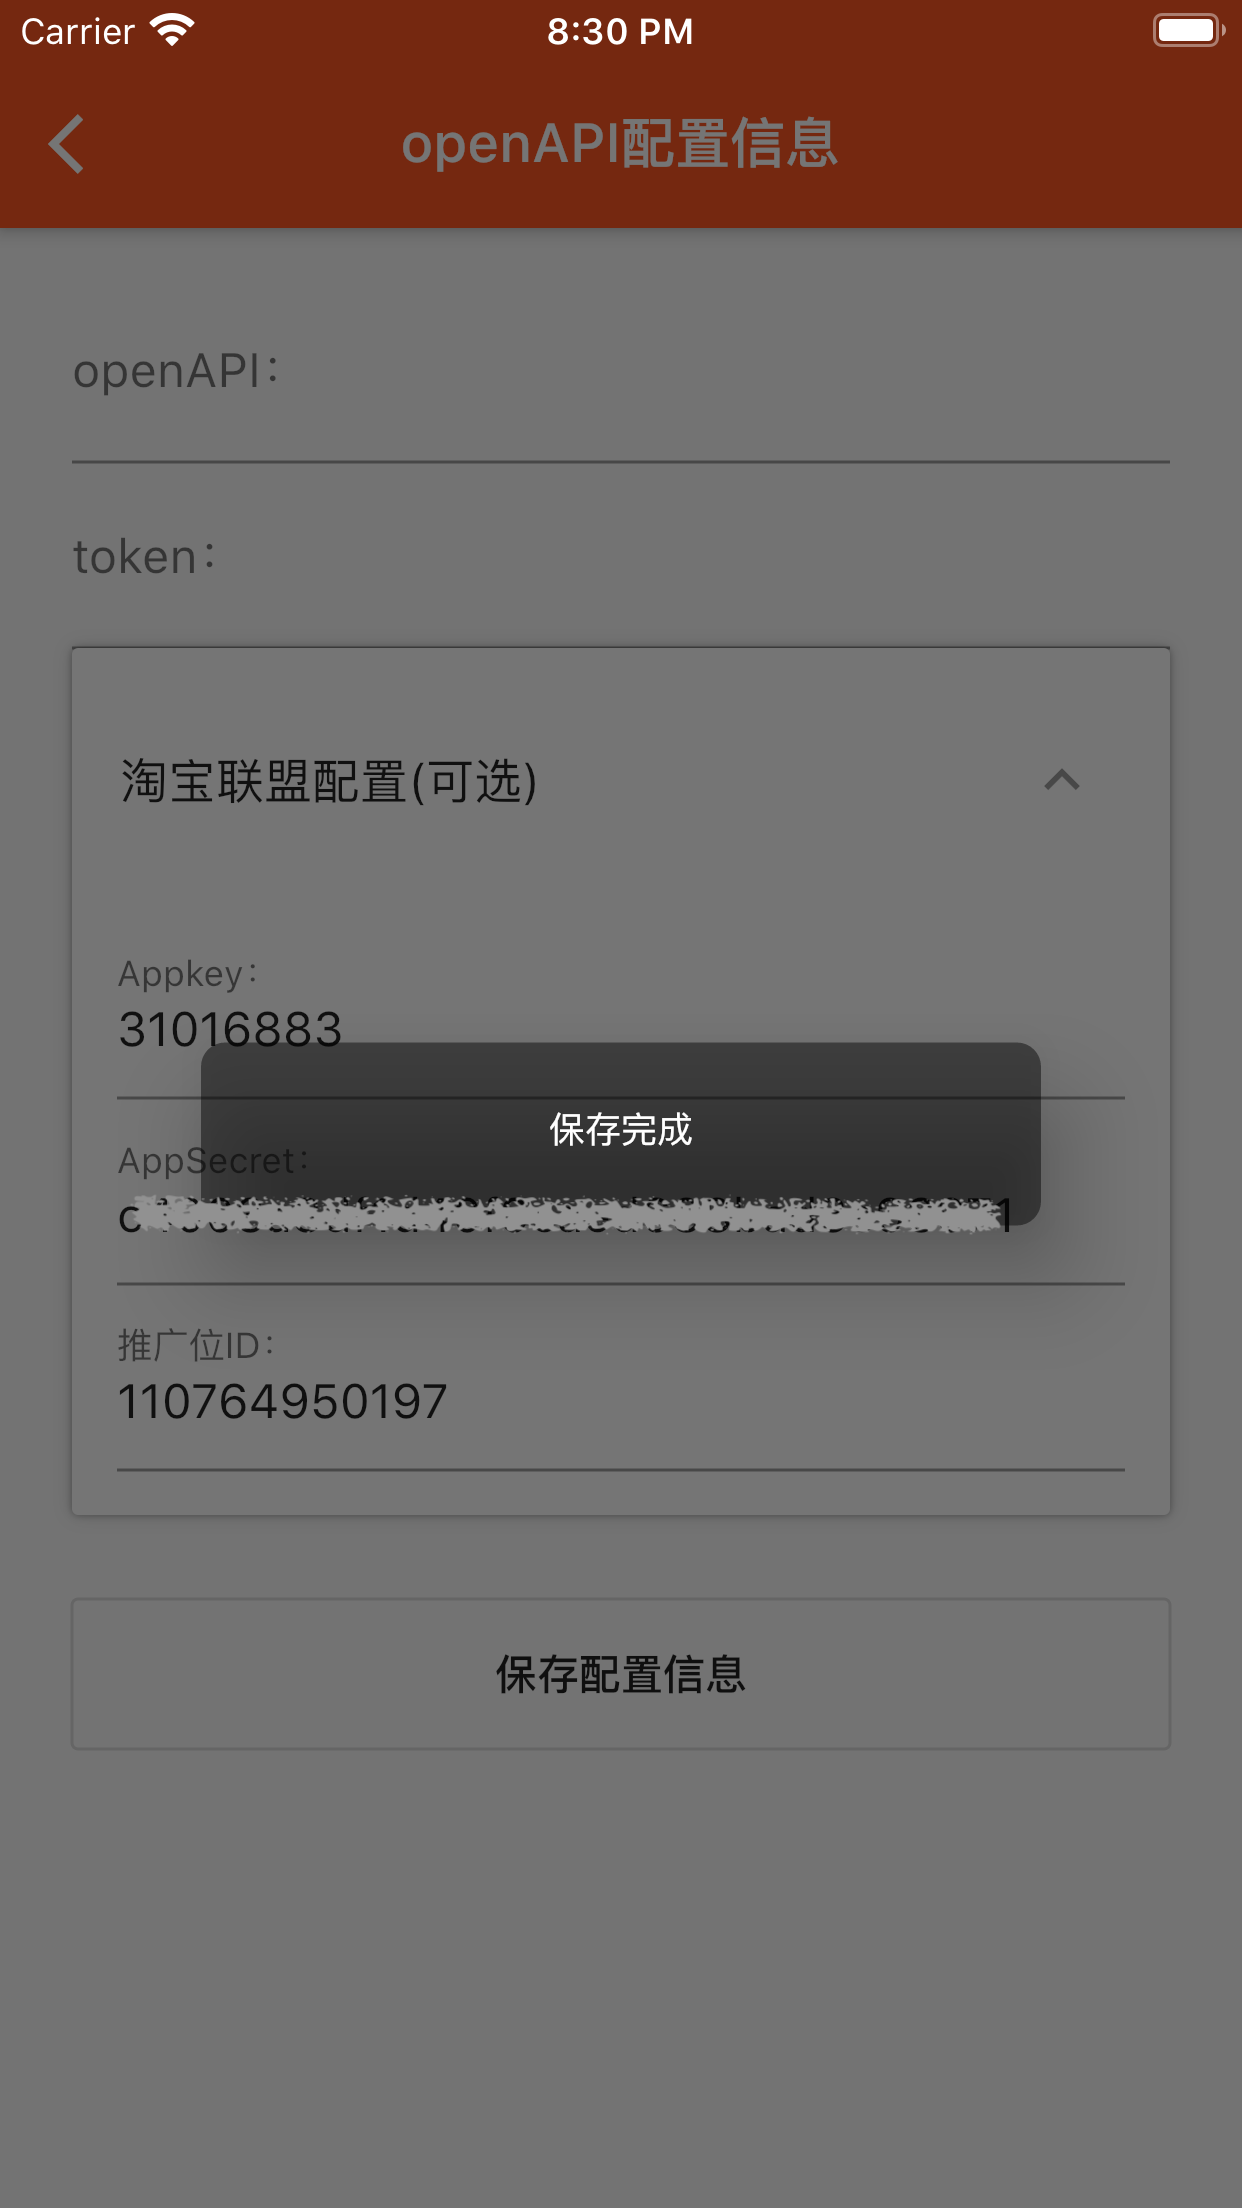 Carrier
8:30 PM
openAPI配置信息
openAPI：
token：
淘宝联盟配置(可选)
Appkey：
31016883
保存完成
AppSecret：
推广位ID：
110764950197
保存配置信息